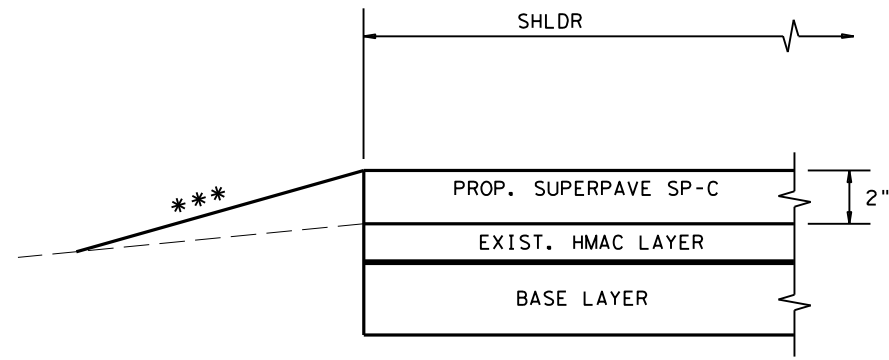 SHLDR
***
PROP. SUPERPAVE SP-C
2"
EXIST. HMAC LAYER
BASE LAYER